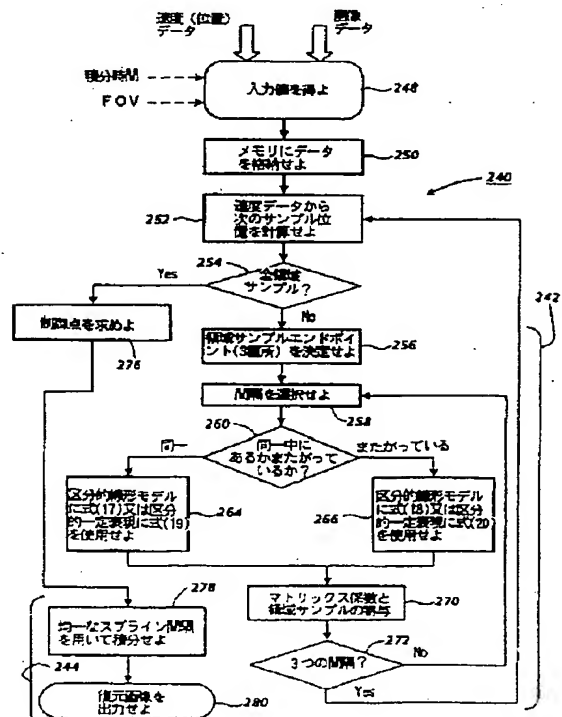 速度（位置）
データ
画像
データ
積分時間
ＦＯＶ
入力値を得よ
248
メモリにデータ
を格納せよ
250
240
252
速度データから
次のサンプル位
置を計算せよ
254
Yes
全領域
サンプル？
242
No
制御点を求めよ
276
領域サンプルエンドポ
イント(3箇所) を決定せよ
256
間隔を選択せよ
258
260
同一
同一中に
あるかまたがって
いるか？
またがっている
区分的線形モデル
に式(17)又は区分
的一定表現に式(19)
を使用せよ
264
266
区分的線形モデル
に式(18)又は区分
的一定表現に式(20)
を使用せよ
マトリックス係数と
領域サンプルの
270
278
均一なスプライン間隔
を用いて積分せよ
272
３つの間隔？
No
Yes
244
復元画像を
出力せよ
280